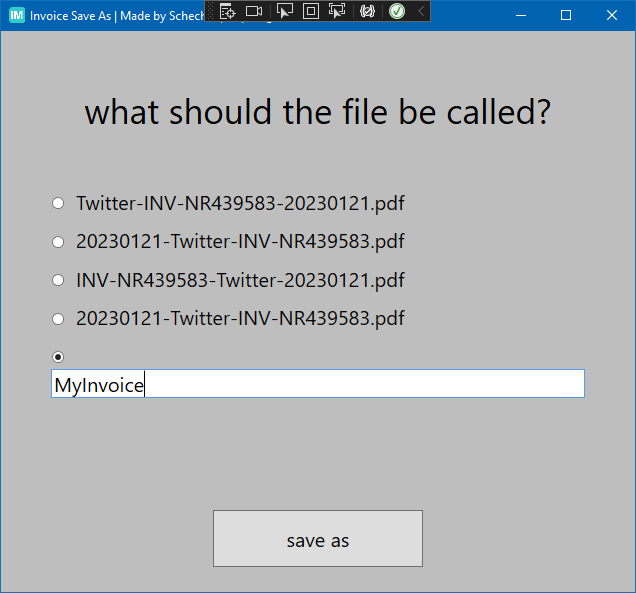 IM Invoice Save As | Made by Schech
what should the file be called?
Twitter-INV-NR439583-20230121.pdf
20230121-Twitter-INV-NR439583.pdf
INV-NR439583-Twitter-20230121.pdf
20230121-Twitter-INV-NR439583.pdf
MyInvoice
save as